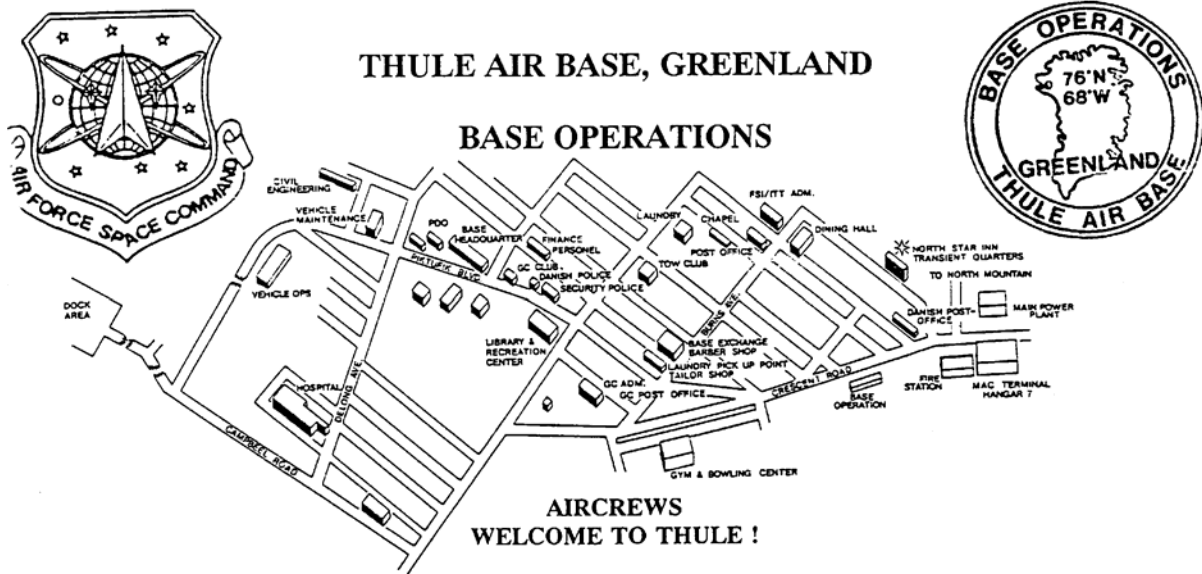 THULE AIR BASE, GREENLAND
BASE OPERATIONS
AIR FORCE SPACE COMMAND
BASE OPERATIONS
76°N
68°W
GREENLAND
THULE AIR BASE
CIVIL
ENGINEERING
VEHICLE
MAINTENANCE
PDO
BASE
HEADQUARTER
FINANCE
PERSONEL
PIKTUFIK BLVD
GC CLUB.
DANISH POLICE
SECURITY POLICE
LAUNDRY
CHAPEL
POST OFFICE
FSI/ITT ADM.
DINING HALL
TOW CLUB
NORTH STAR INN
TRANSIENT QUARTERS
TO NORTH MOUNTAIN
DANISH POST-
OFFICE
MAIN POWER
PLANT
DOCK
AREA
VEHICLE OPS
LIBRARY &
RECREATION
CENTER
BURNS AVE.
BASE EXCHANGE
BARBER SHOP
LAUNDRY PICK UP POINT
TAILOR SHOP
HOSPITAL
DELONG AVE.
GC ADM.
GC POST OFFICE
CRESCENT ROAD
BASE
OPERATION
FIRE
STATION
MAC TERMINAL
HANGAR 7
CAMPBEEL ROAD
GYM & BOWLING CENTER
AIRCREWS
WELCOME TO THULE !